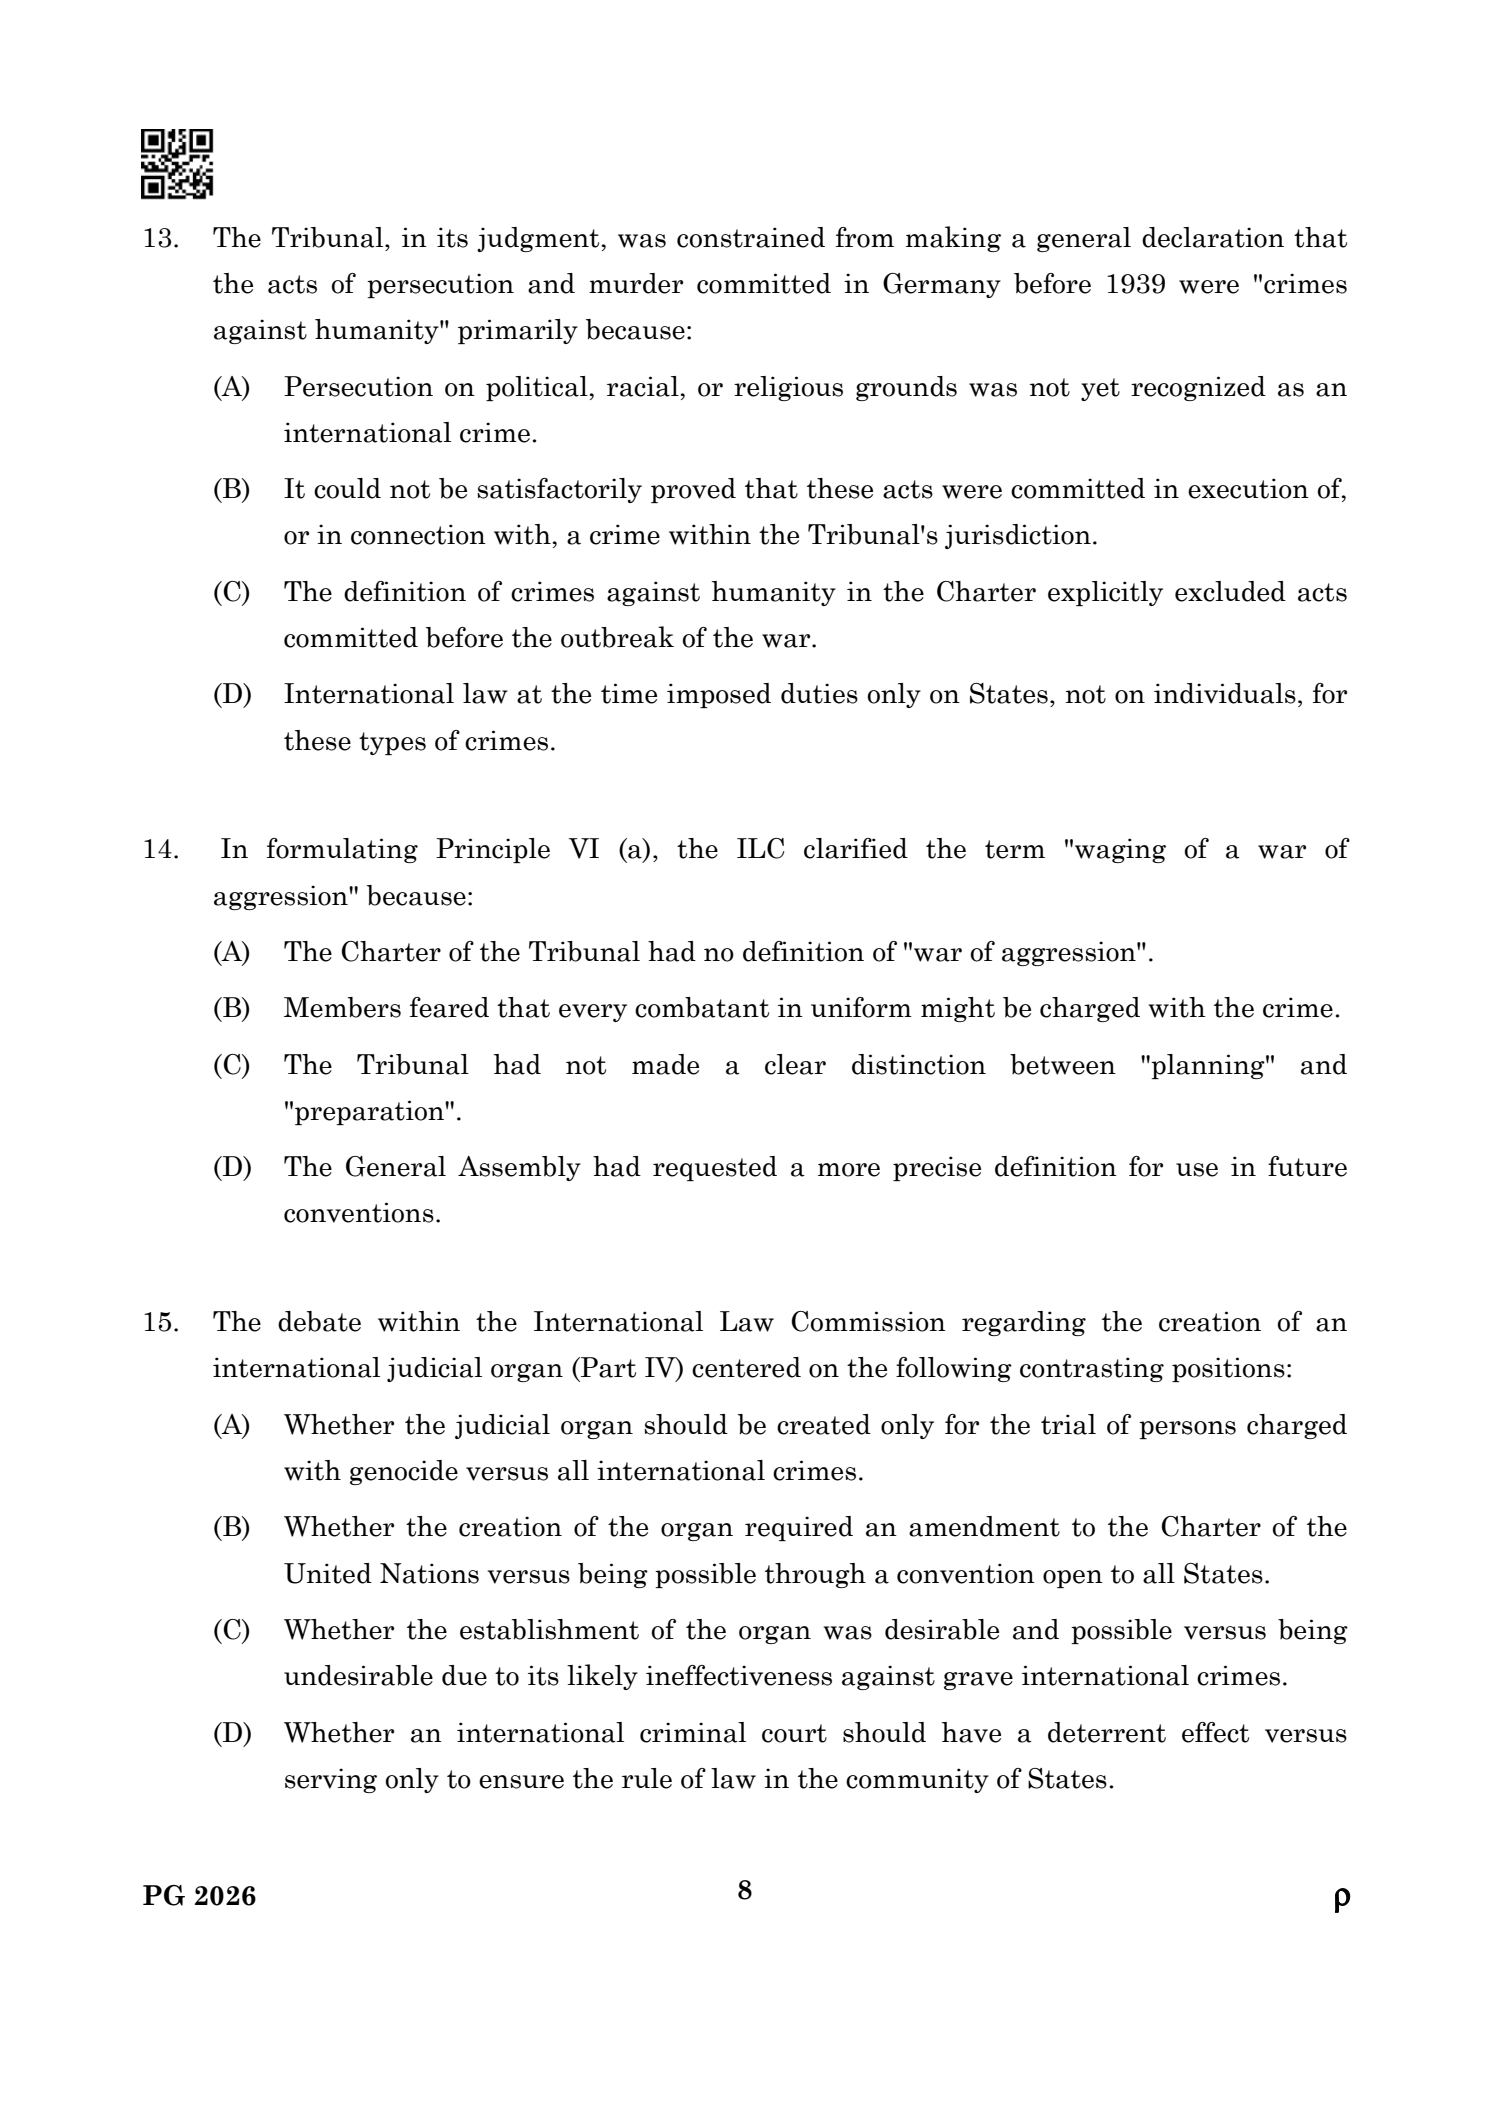 13. The Tribunal, in its judgment, was constrained from making a general declaration that
the acts of persecution and murder committed in Germany before 1939 were "crimes
against humanity" primarily because:
(A) Persecution on political, racial, or religious grounds was not yet recognized as an
international crime.
(B) It could not be satisfactorily proved that these acts were committed in execution of,
or in connection with, a crime within the Tribunal's jurisdiction.
(C) The definition of crimes against humanity in the Charter explicitly excluded acts
committed before the outbreak of the war.
(D) International law at the time imposed duties only on States, not on individuals, for
these types of crimes.
14. In formulating Principle VI (a), the ILC clarified the term "waging of a war of
aggression" because:
(A) The Charter of the Tribunal had no definition of "war of aggression".
(B) Members feared that every combatant in uniform might be charged with the crime.
(C) The Tribunal had not made a clear distinction between "planning" and
"preparation".
(D) The General Assembly had requested a more precise definition for use in future
conventions.
15. The debate within the International Law Commission regarding the creation of an
international judicial organ (Part IV) centered on the following contrasting positions:
(A) Whether the judicial organ should be created only for the trial of persons charged
with genocide versus all international crimes.
(B) Whether the creation of the organ required an amendment to the Charter of the
United Nations versus being possible through a convention open to all States.
(C) Whether the establishment of the organ was desirable and possible versus being
undesirable due to its likely ineffectiveness against grave international crimes.
(D) Whether an international criminal court should have a deterrent effect versus
serving only to ensure the rule of law in the community of States.
PG 2026 8 ρ